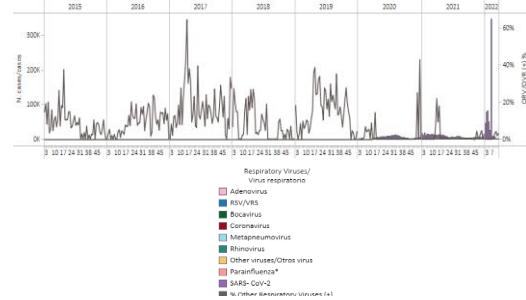 2015 2016 2017 2018 2019 2020 2021 2022
N. cases/cases
300K
200K
100K
0K
60%
40%
20%
0%
ORV/OVR (+) %
3 10 17 24 31 38 45 3 10 17 24 31 38 45 3 10 17 24 31 38 45 3 10 17 24 31 38 45 3 10 17 24 31 38 45 3 10 17 24 31 38 45 3 10 17 24 31 38 45 3 7
Respiratory Viruses/
Virus respiratorio
Adenovirus
RSV/VRS
Bocavirus
Coronavirus
Metapneumovirus
Rhinovirus
Other viruses/Otros virus
Parainfluenza*
SARS- CoV-2
% Other Respiratory Viruses (+)